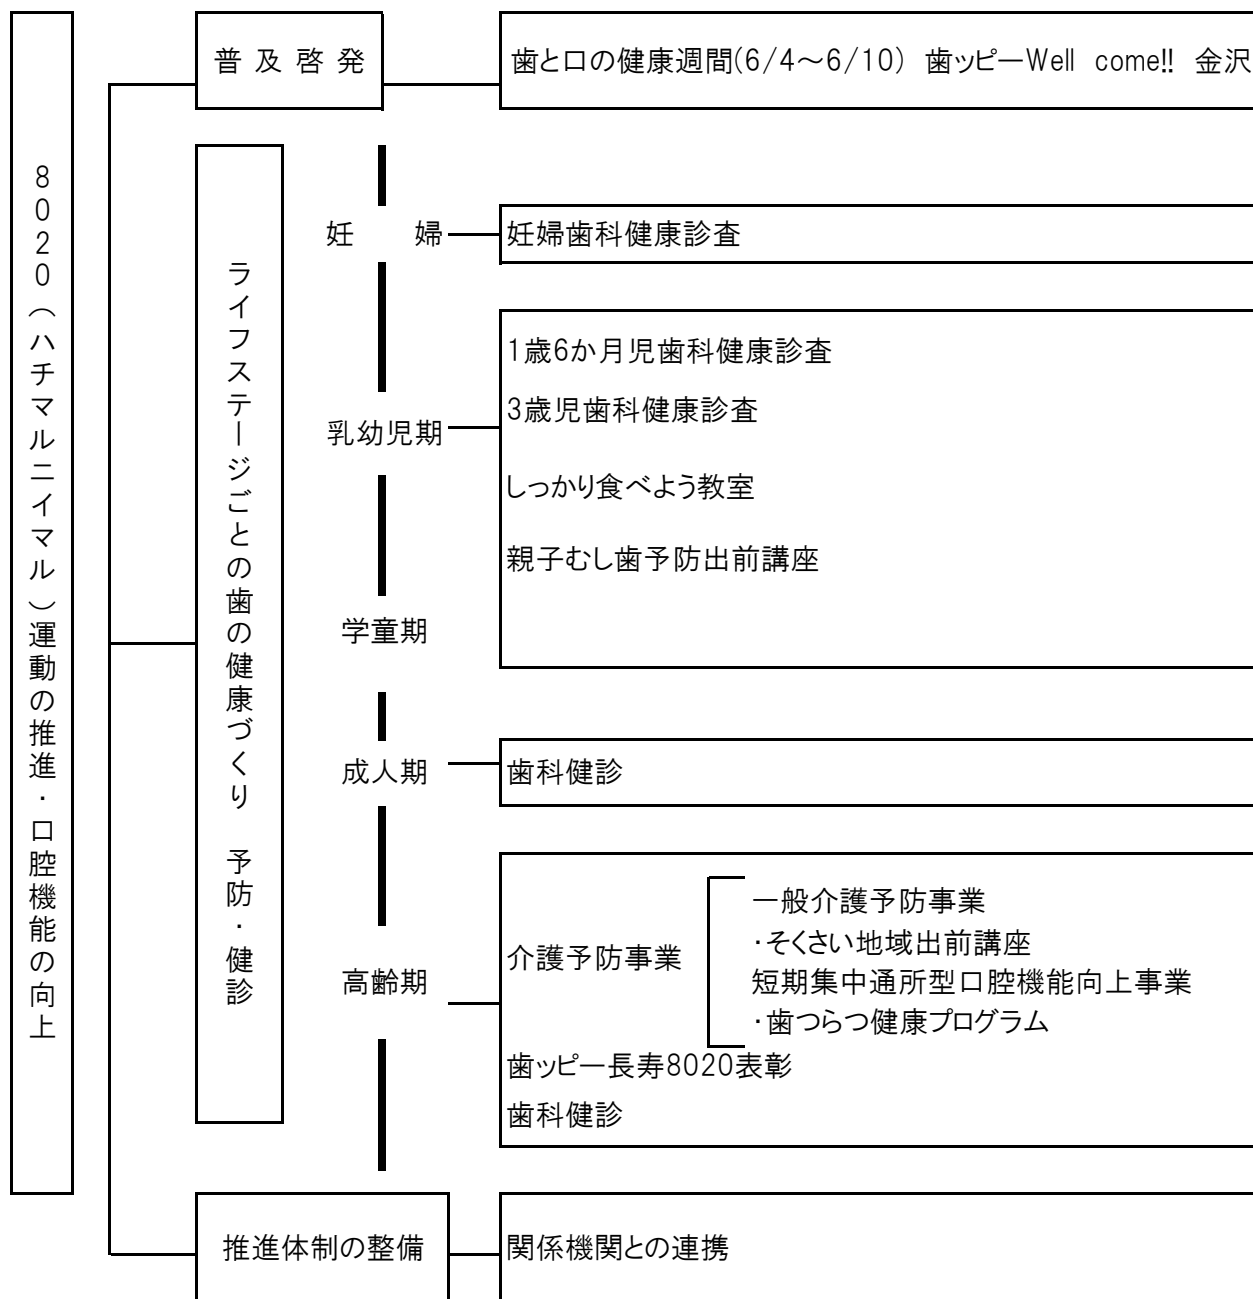 8020（ハチマルニイマル）運動の推進・口腔機能の向上
普及啓発
歯と口の健康週間(6/4～6/10) 歯ッピーWell come!! 金沢
ライフステージごとの歯の健康づくり 予防・健診
妊 婦
妊婦歯科健康診査
乳幼児期
1歳6か月児歯科健康診査
3歳児歯科健康診査
しっかり食べよう教室
親子むし歯予防出前講座
学童期
成人期
歯科健診
高齢期
介護予防事業
一般介護予防事業
・そくさい地域出前講座
短期集中通所型口腔機能向上事業
・歯つらつ健康プログラム
歯ッピー長寿8020表彰
歯科健診
推進体制の整備
関係機関との連携